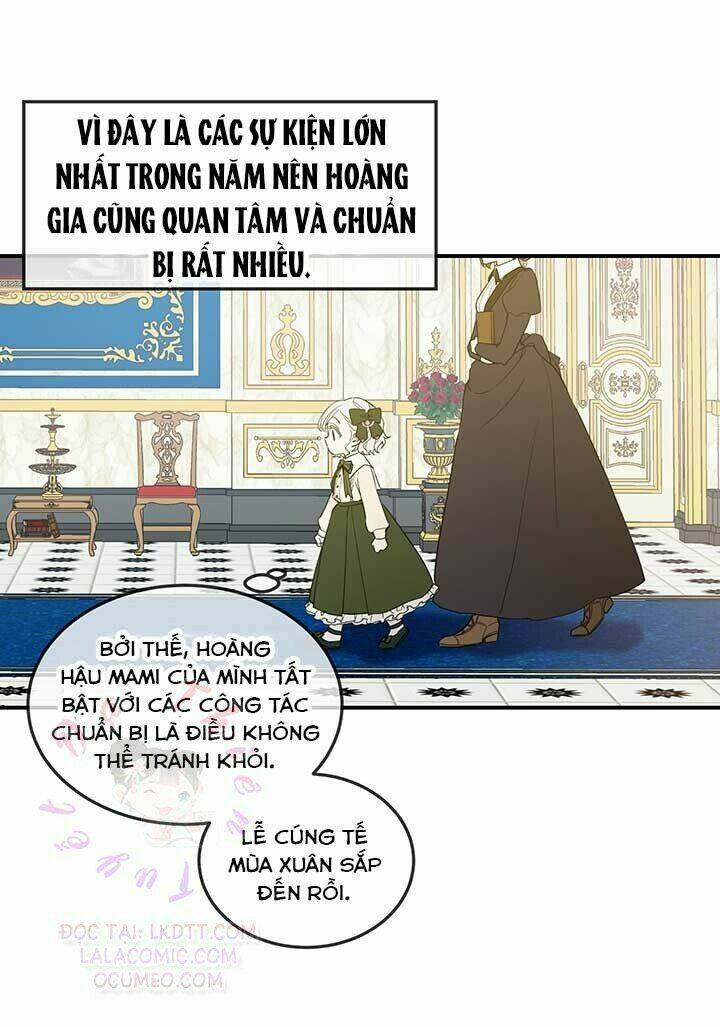 VÌ ĐÂY LÀ CÁC SỰ KIỆN LỚN
NHẤT TRONG NĂM NÊN HOÀNG
GIA CŨNG QUAN TÂM VÀ CHUẨN
BỊ RẤT NHIỀU.
BỞI THẾ, HOÀNG
HẬU MAMI CỦA MÌNH TẤT
BẬT VỚI CÁC CÔNG TÁC
CHUẨN BỊ LÀ ĐIỀU KHÔNG
THỂ TRÁNH KHỎI.
LỄ CÚNG TẾ
MÙA XUÂN SẮP
ĐẾN RỒI.
ĐỌC TẠI: LKDTT.COM
LALACOMIC.COM
OCUMEO.COM